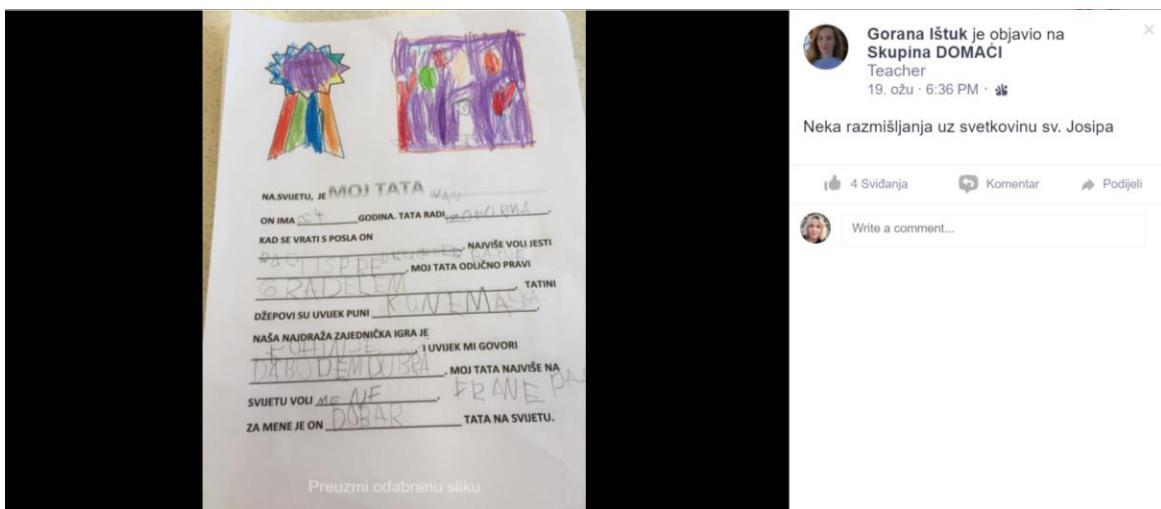 NA SVIJETU, JE MOJ TATA IVAN
ON IMA GODINA. TATA RADI
KAD SE VRATI S POSLA ON
NAJVIŠE VOLI JESTI
MOJ TATA ODLIČNO PRAVI
GRADELEM TATINI
DŽEPOVI SU UVIJEK PUNI KUNEMASKA.
NAŠA NAJDRAŽA ZAJEDNIČKA IGRA JE
I UVIJEK MI GOVORI
DABUDEMDOBRA. MOJ TATA NAJVIŠE NA
SVIJETU VOLI MENE. FRANE
ZA MENE JE ON DOBAR TATA NA SVIJETU.
Preuzmi odabranu sliku
Gorana Ištuk je objavio na
Skupina DOMAĆI
Teacher
19. ožu · 6:36 PM ·
Neka razmišljanja uz svetkovinu sv. Josipa
4 Sviđanja Komentar Podijeli
Write a comment...